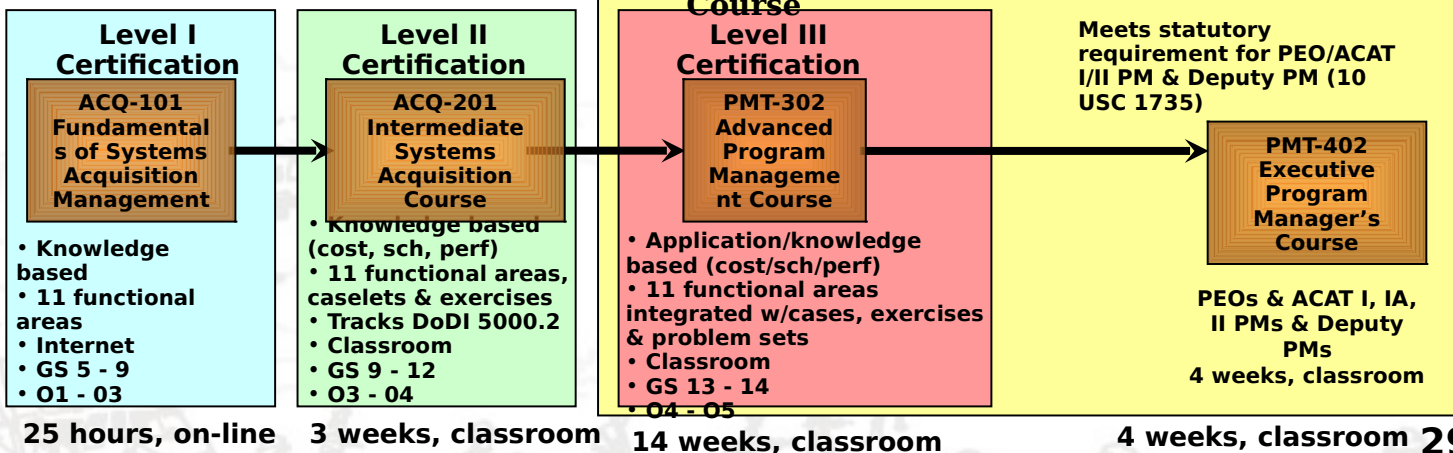 Course
Level I
Certification
ACQ-101
Fundamental
s of Systems
Acquisition
Management
• Knowledge
based
• 11 functional
areas
• Internet
• GS 5 - 9
• O1 - 03
25 hours, on-line
Level II
Certification
ACQ-201
Intermediate
Systems
Acquisition
Course
• Knowledge based
(cost, sch, perf)
• 11 functional areas,
caselets & exercises
• Tracks DoDI 5000.2
• Classroom
• GS 9 - 12
• O3 - 04
3 weeks, classroom
Level III
Certification
PMT-302
Advanced
Program
Manageme
nt Course
• Application/knowledge
based (cost/sch/perf)
• 11 functional areas
integrated w/cases, exercises
& problem sets
• Classroom
• GS 13 - 14
• O4 - O5
14 weeks, classroom
Meets statutory
requirement for PEO/ACAT
I/II PM & Deputy PM (10
USC 1735)
PMT-402
Executive
Program
Manager’s
Course
PEOs & ACAT I, IA,
II PMs & Deputy
PMs
4 weeks, classroom
4 weeks, classroom